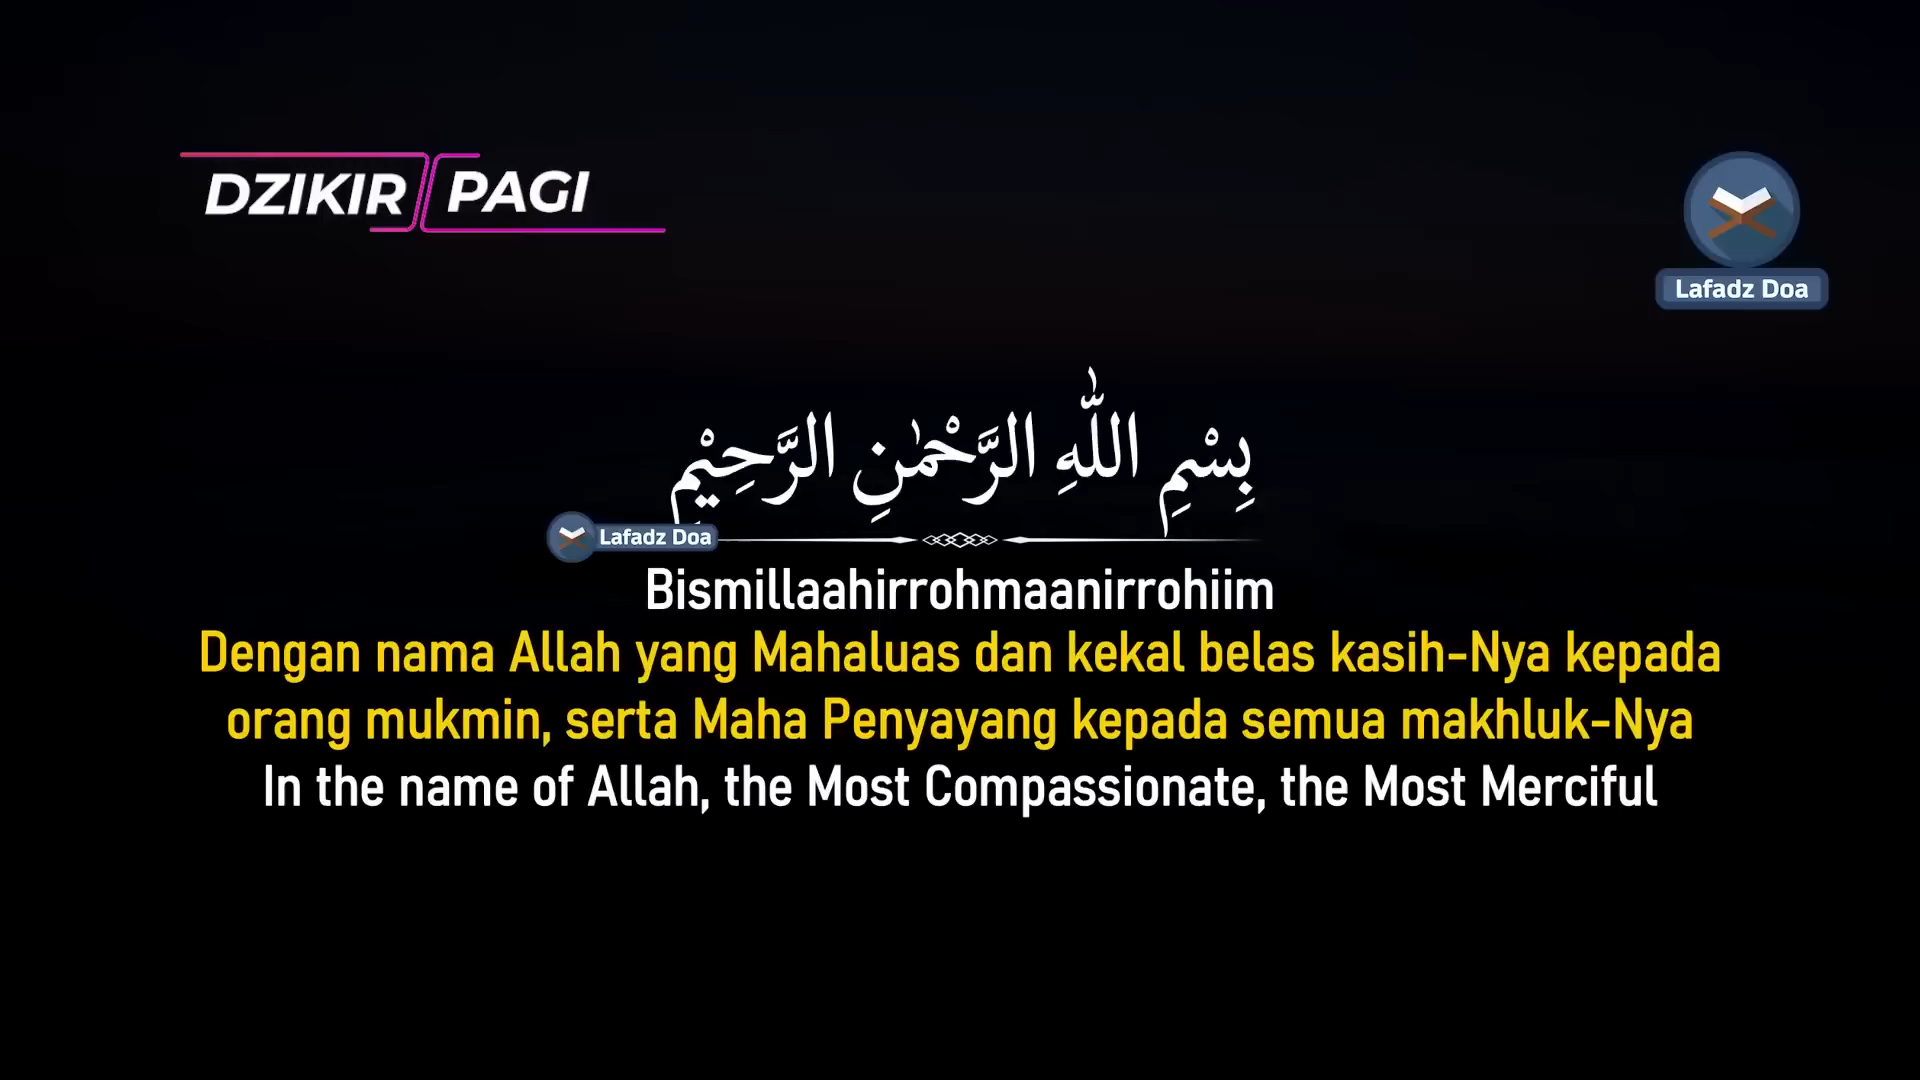 DZIKIR PAGI
Lafadz Doa
بِسْمِ اللّٰهِ الرَّحْمٰنِ الرَّحِيْمِ
Lafadz Doa
Bismillaahirrohmaanirrohiim
Dengan nama Allah yang Mahaluas dan kekal belas kasih-Nya kepada
orang mukmin, serta Maha Penyayang kepada semua makhluk-Nya
In the name of Allah, the Most Compassionate, the Most Merciful